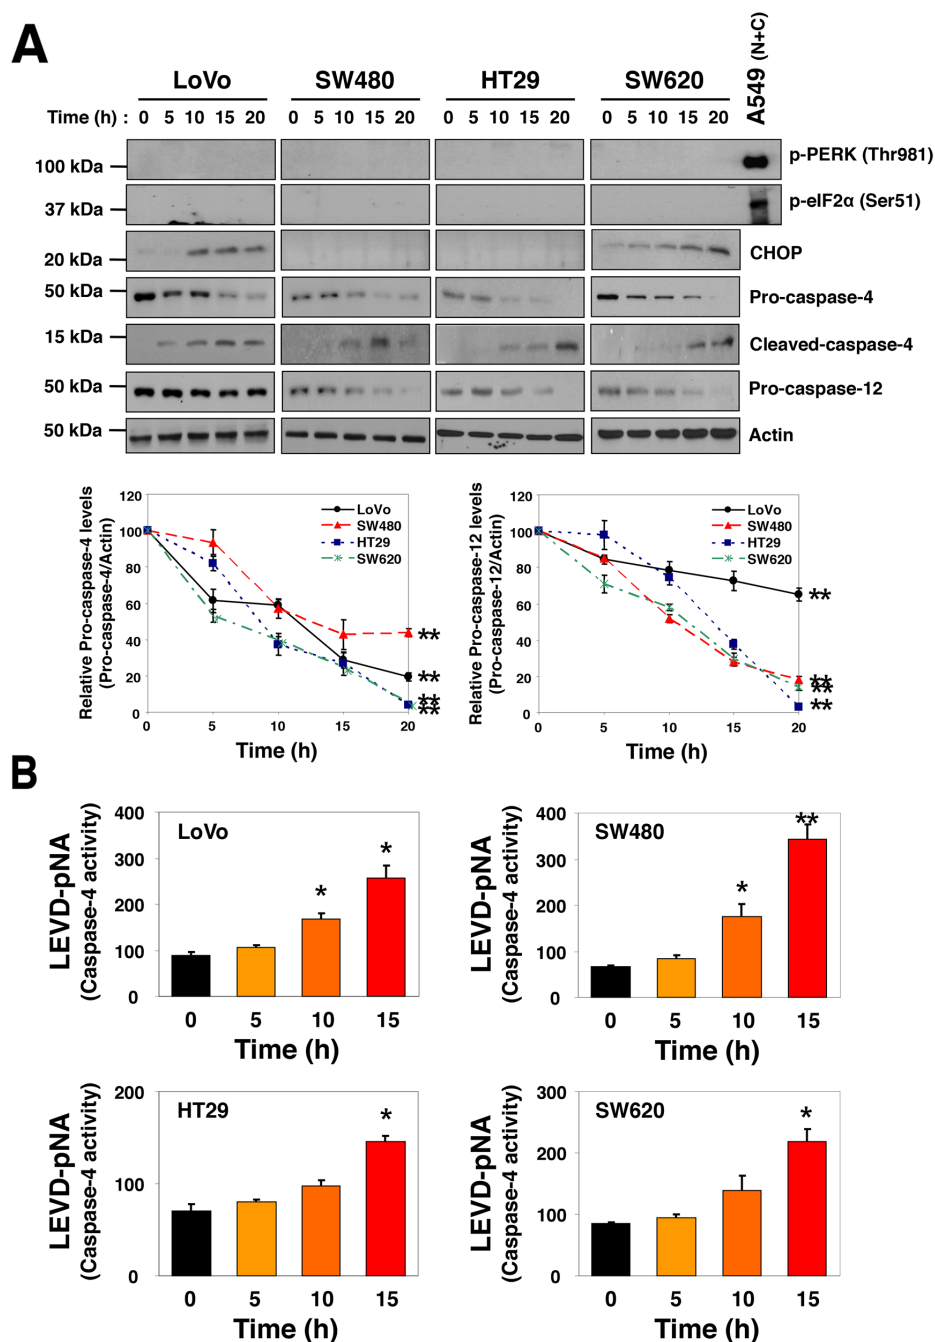 A
LoVo SW480 HT29 SW620 A549 (N+C)
Time (h) : 0 5 10 15 20 0 5 10 15 20 0 5 10 15 20 0 5 10 15 20
100 kDa p-PERK (Thr981)
37 kDa p-eIF2α (Ser51)
20 kDa CHOP
50 kDa Pro-caspase-4
15 kDa Cleaved-caspase-4
50 kDa Pro-caspase-12
50 kDa Actin
Relative Pro-caspase-4 levels
(Pro-caspase-4/Actin)
120
100
80
60
40
20
0
LoVo
SW480
HT29
SW620
**
**
**
**
0 5 10 15 20
Time (h)
Relative Pro-caspase-12 levels
(Pro-caspase-12/Actin)
120
100
80
60
40
20
0
LoVo
SW480
HT29
SW620
**
**
**
**
0 5 10 15 20
Time (h)
B
LEVD-pNA
(Caspase-4 activity)
400
300
200
100
0
LoVo
* *
0 5 10 15
Time (h)
LEVD-pNA
(Caspase-4 activity)
400
300
200
100
0
SW480
* **
0 5 10 15
Time (h)
LEVD-pNA
(Caspase-4 activity)
200
100
0
HT29
*
0 5 10 15
Time (h)
LEVD-pNA
(Caspase-4 activity)
300
200
100
0
SW620
*
0 5 10 15
Time (h)